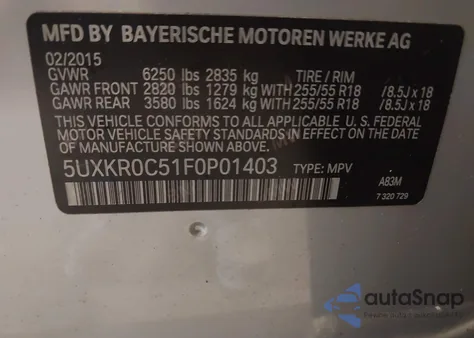 MFD BY BAYERISCHE MOTOREN WERKE AG
02/2015
GVWR 6250 lbs 2835 kg TIRE / RIM
GAWR FRONT 2820 lbs 1279 kg WITH 255/55 R18 /8.5J x 18
GAWR REAR 3580 lbs 1624 kg WITH 255/55 R18 /8.5J x 18
THIS VEHICLE CONFORMS TO ALL APPLICABLE U. S. FEDERAL
MOTOR VEHICLE SAFETY
IN EFFECT ON THE DATE OF MANUFACTURE SHOWN ABOVE.
5UXKR0C51F0P01403 TYPE: MPV
A83M
7 320 729
autoSnap